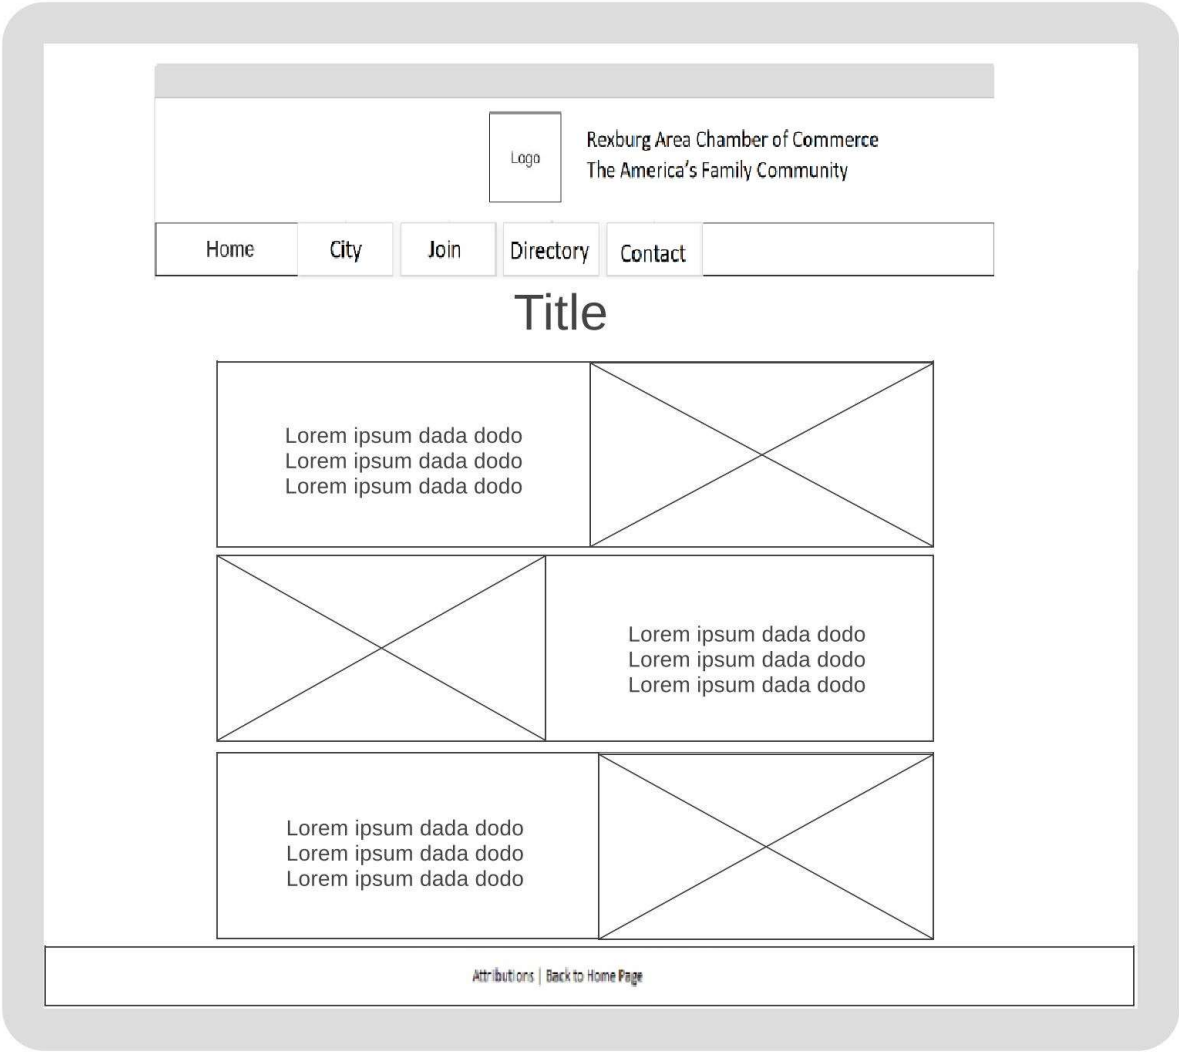 Logo
Rexburg Area Chamber of Commerce
The America's Family Community
Home City Join Directory Contact
Title
Lorem ipsum dada dodo
Lorem ipsum dada dodo
Lorem ipsum dada dodo
Lorem ipsum dada dodo
Lorem ipsum dada dodo
Lorem ipsum dada dodo
Lorem ipsum dada dodo
Lorem ipsum dada dodo
Lorem ipsum dada dodo
Attributions | Back to Home Page